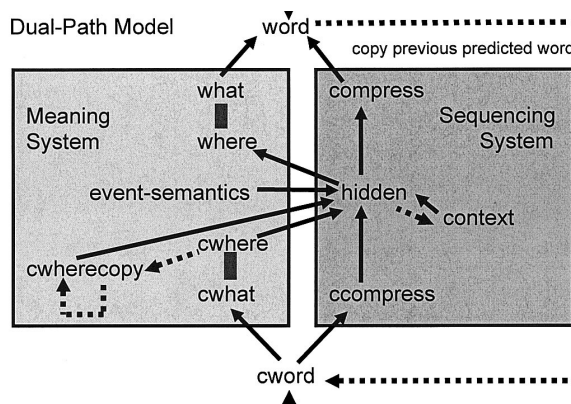 Dual-Path Model
word
copy previous predicted word
what
compress
Meaning
System
Sequencing
System
where
event-semantics
hidden
context
cwhere
cwherecopy
cwhat
ccompress
cword